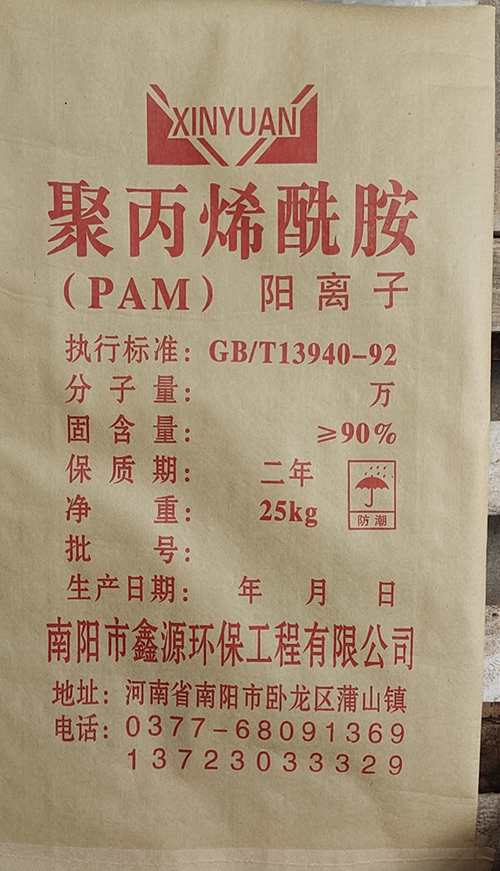 XINYUAN
聚丙烯酰胺
（PAM） 阳离子
执行标准：GB/T13940-92
分子量： 万
固含量： ≥90%
保质期： 二年
净重： 25kg
防潮
批号：
生产日期： 年 月 日
南阳市鑫源环保工程有限公司
地址：河南省南阳市卧龙区蒲山镇
电话：0377-68091369
13723033329